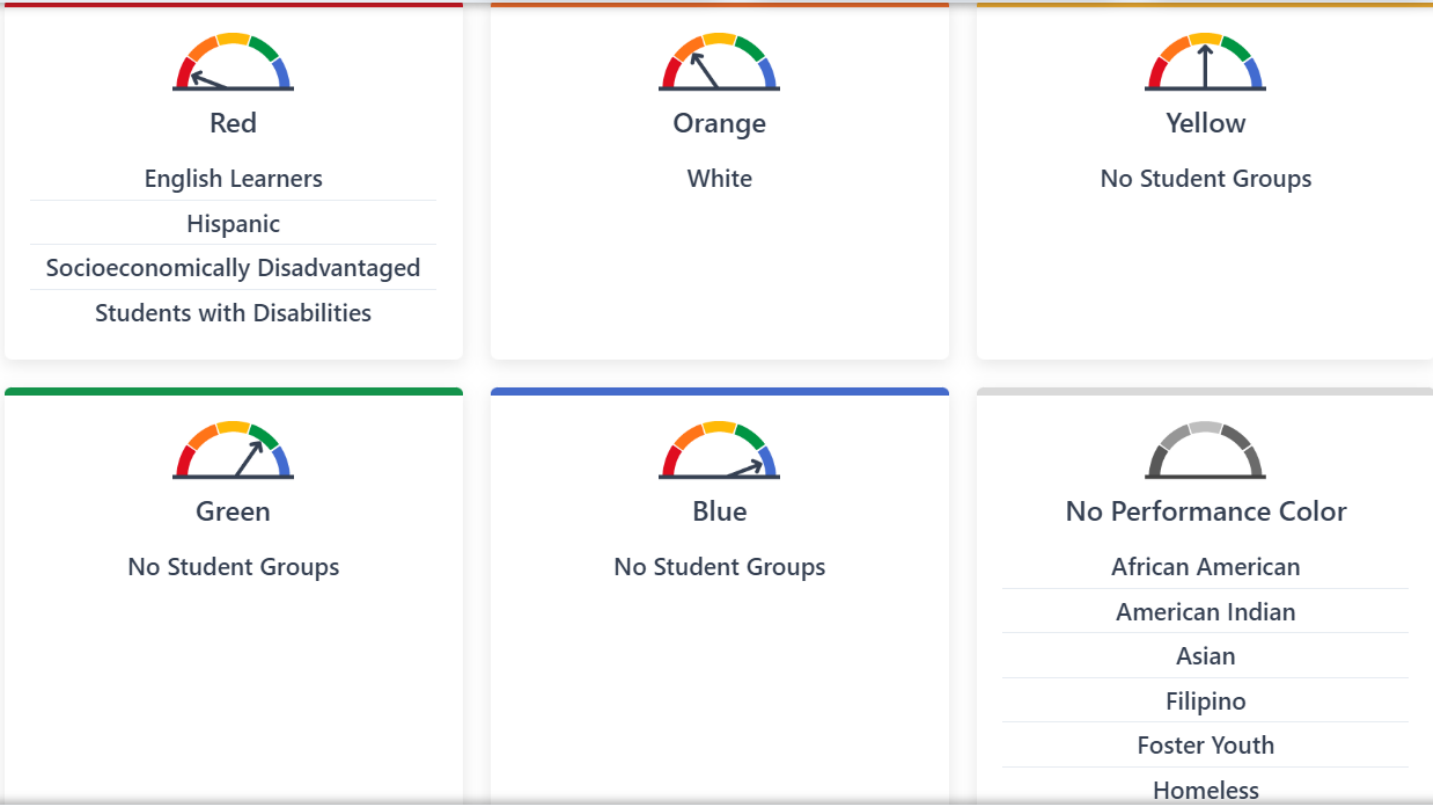 Red
English Learners
Hispanic
Socioeconomically Disadvantaged
Students with Disabilities
Orange
White
Yellow
No Student Groups
Green
No Student Groups
Blue
No Student Groups
No Performance Color
African American
American Indian
Asian
Filipino
Foster Youth
Homeless